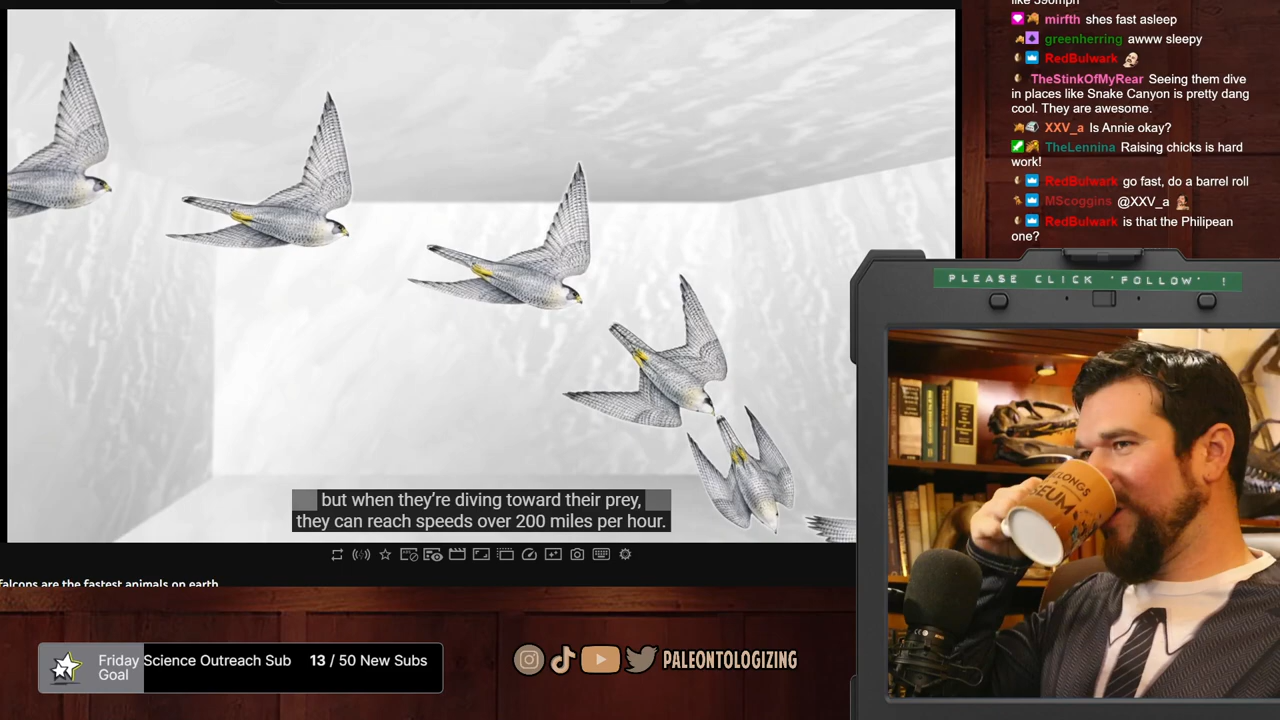 like 390mph
mirfth shes fast asleep
greenherring awww sleepy
RedBulwark
TheStinkOfMyRear Seeing them dive
in places like Snake Canyon is pretty dang
cool. They are awesome.
XXV_a Is Annie okay?
TheLennina Raising chicks is hard
work!
RedBulwark go fast, do a barrel roll
MScoggins @XXV_a
RedBulwark is that the Philipean
one?
PLEASE CLICK "FOLLOW" !
but when they’re diving toward their prey,
they can reach speeds over 200 miles per hour.
falcons are the fastest animals on earth
Friday Science Outreach Sub
Goal
13 / 50 New Subs
PALEONTOLOGIZING
BELONGS